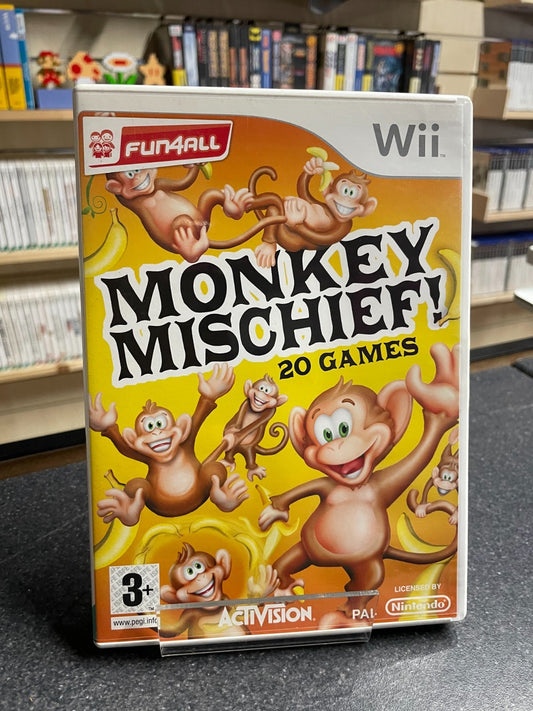 FUN4ALL
Wii
MONKEY
MISCHIEF!
20 GAMES
3+
www.pegi.info
ACTIVISION
PAL
LICENSED BY
Nintendo